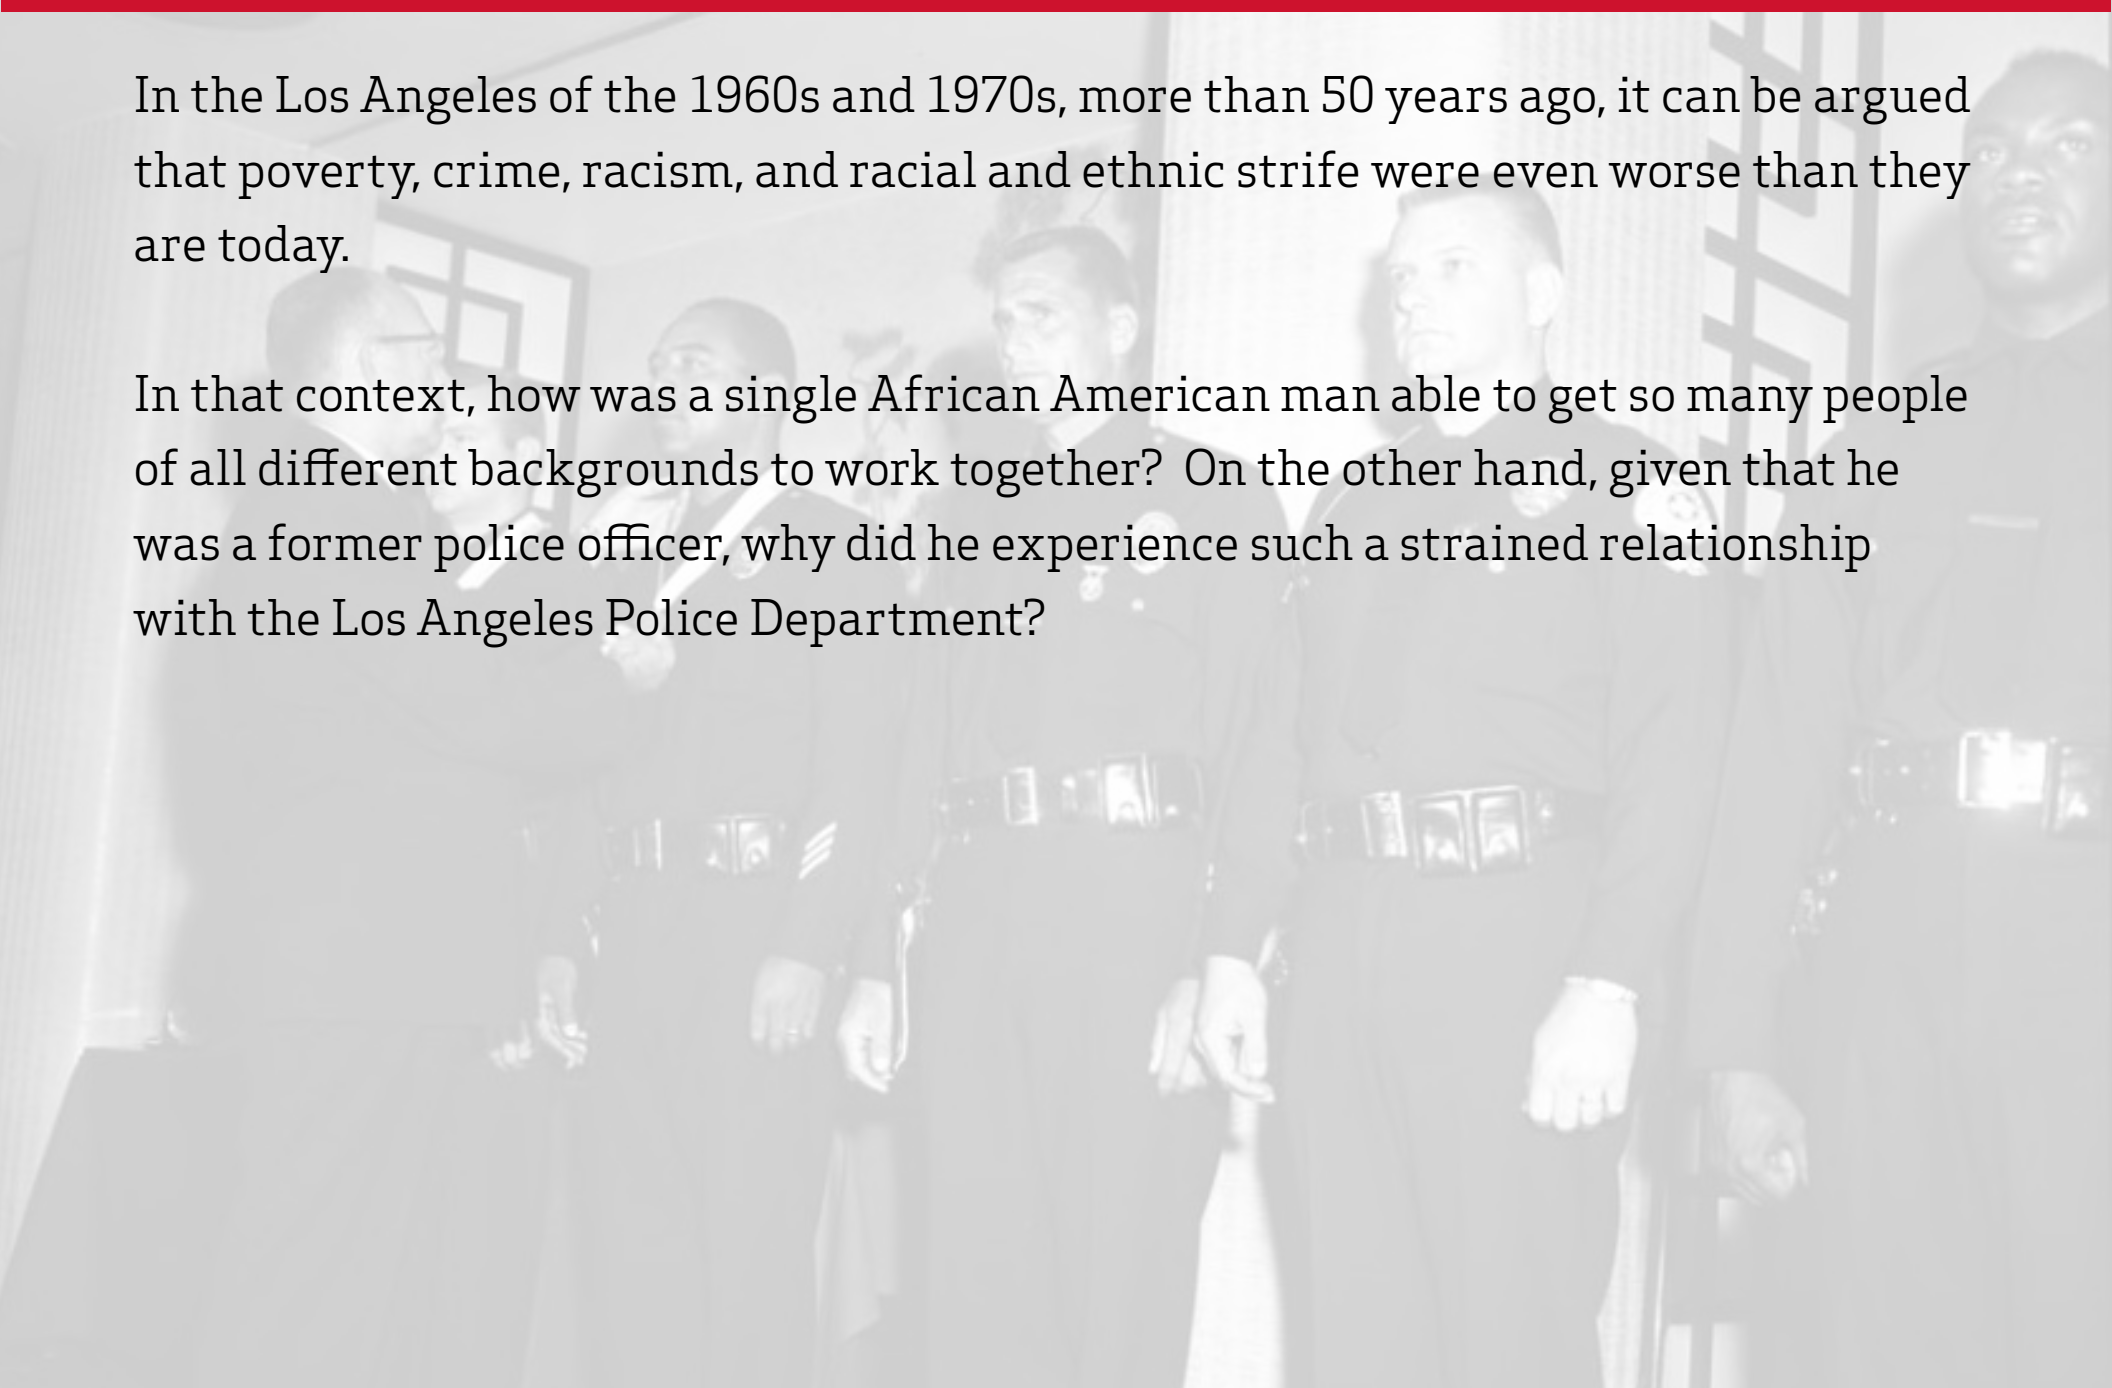 In the Los Angeles of the 1960s and 1970s, more than 50 years ago, it can be argued
that poverty, crime, racism, and racial and ethnic strife were even worse than they
are today.
In that context, how was a single African American man able to get so many people
of all different backgrounds to work together?  On the other hand, given that he
was a former police officer, why did he experience such a strained relationship
with the Los Angeles Police Department?